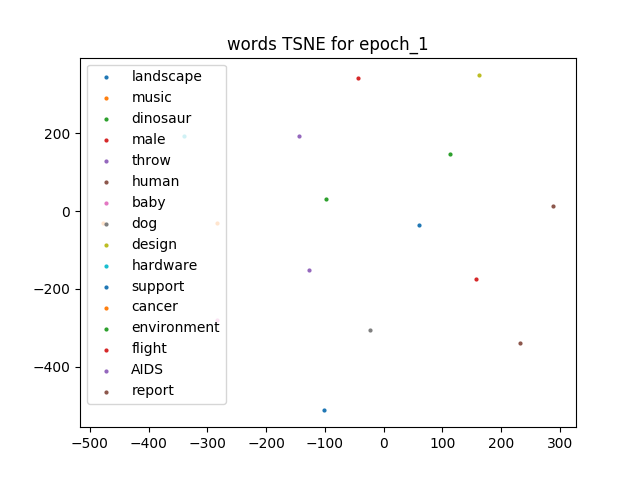 words TSNE for epoch_1
landscape
music
dinosaur
male
throw
human
baby
dog
design
hardware
support
cancer
environment
flight
AIDS
report
200
0
−200
−400
−500 −400 −300 −200 −100 0 100 200 300